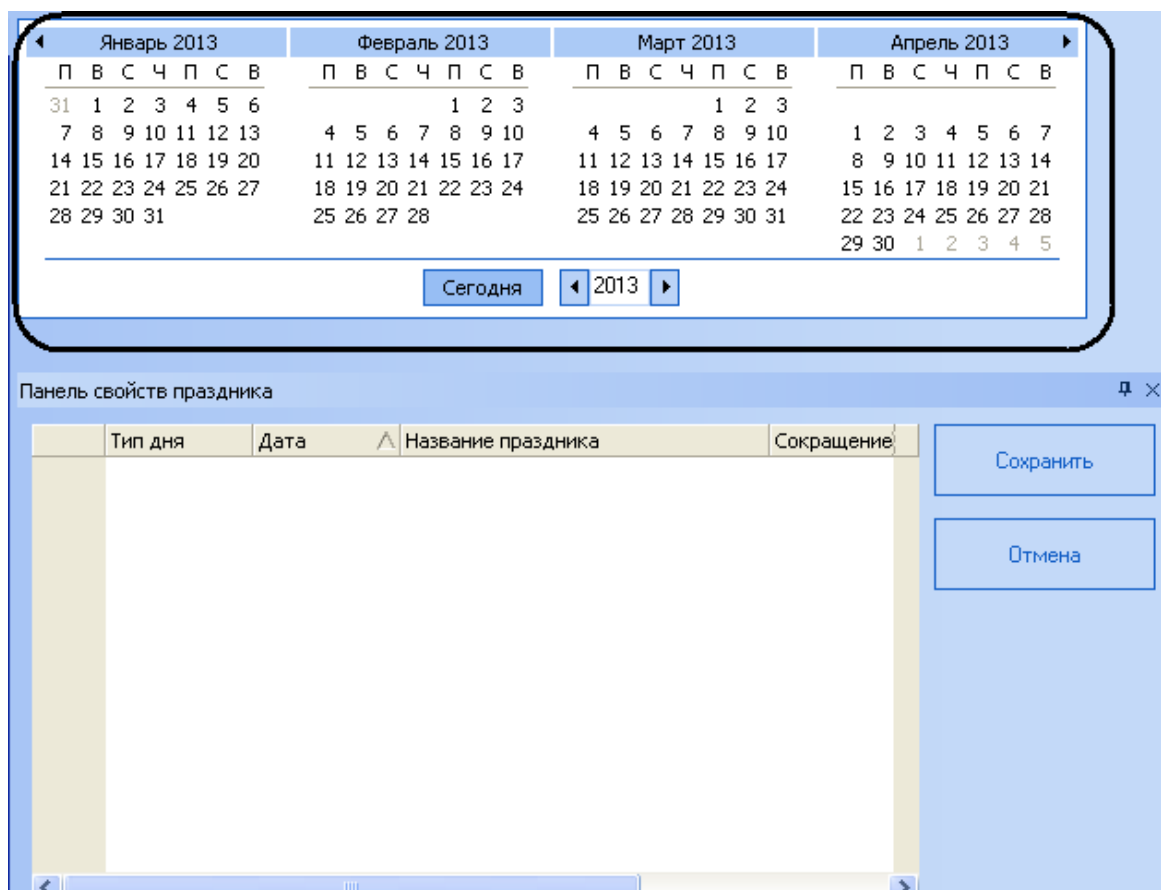 Январь 2013 Февраль 2013 Март 2013 Апрель 2013
П В С Ч П С В П В С Ч П С В П В С Ч П С В П В С Ч П С В
31 1 2 3 4 5 6 1 2 3 1 2 3
7 8 9 10 11 12 13 4 5 6 7 8 9 10 4 5 6 7 8 9 10 1 2 3 4 5 6 7
14 15 16 17 18 19 20 11 12 13 14 15 16 17 11 12 13 14 15 16 17 8 9 10 11 12 13 14
21 22 23 24 25 26 27 18 19 20 21 22 23 24 18 19 20 21 22 23 24 15 16 17 18 19 20 21
28 29 30 31 25 26 27 28 25 26 27 28 29 30 31 22 23 24 25 26 27 28
29 30 1 2 3 4 5
Сегодня 2013
Панель свойств праздника
Тип дня Дата Название праздника Сокращение
Сохранить
Отмена